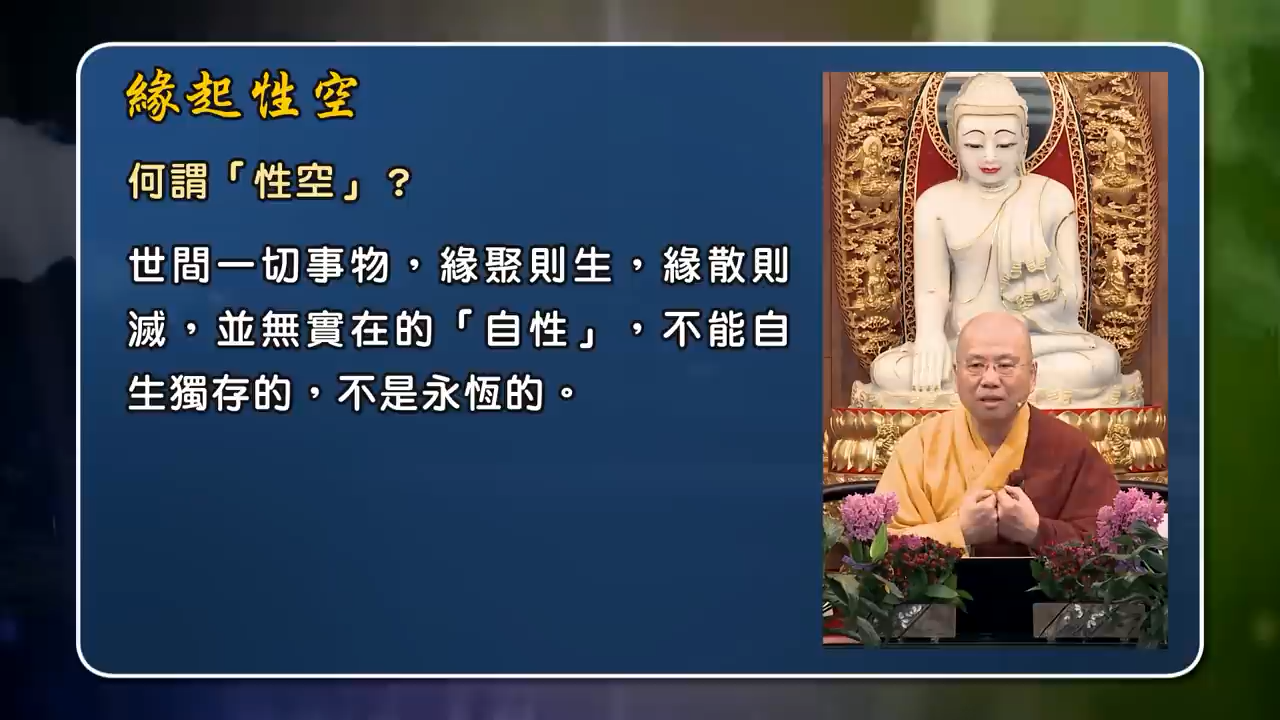 緣起性空
何謂「性空」?
世間一切事物,緣聚則生,緣散則
滅,並無實在的「自性」,不能自
生獨存的,不是永恆的。